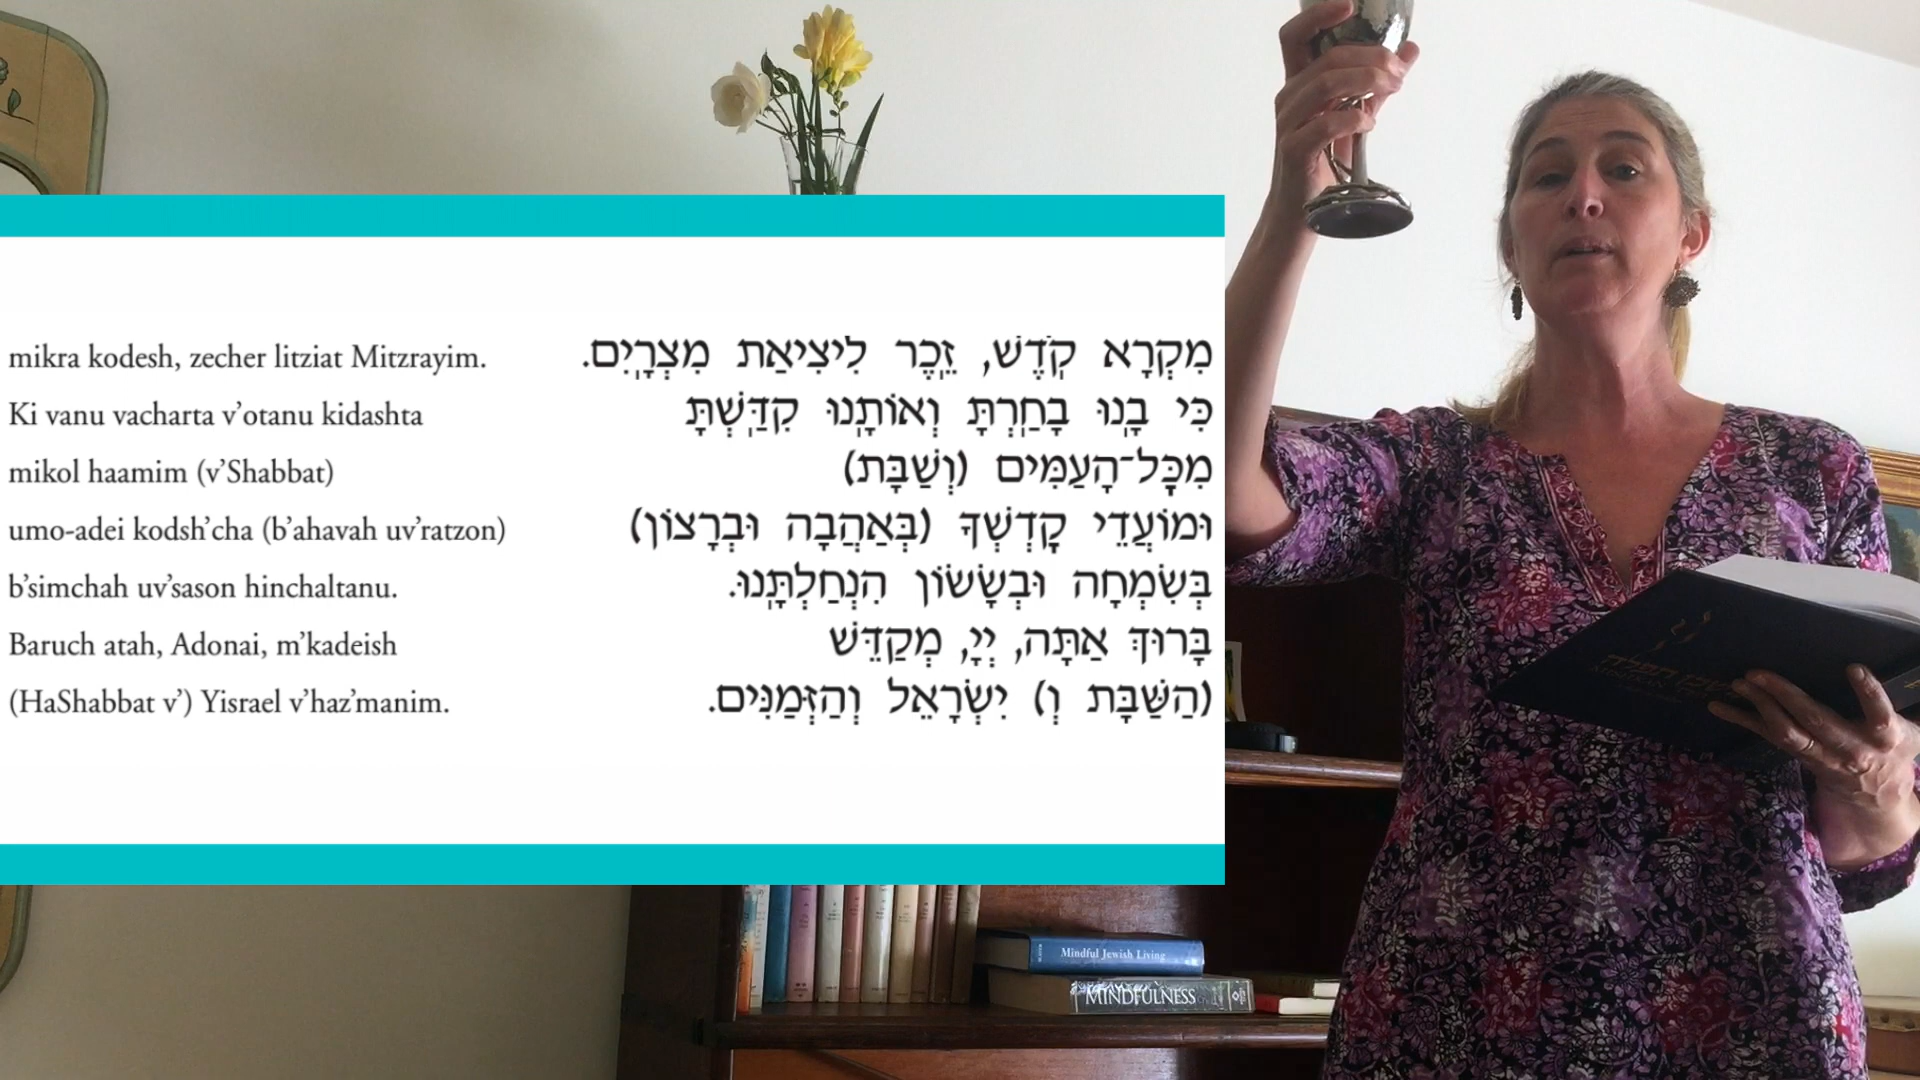 mikra kodesh, zecher litziat Mitzrayim.
Ki vanu vacharta v’otanu kidashta
mikol haamim (v’Shabbat)
umo-adei kodsh’cha (b’ahavah uv’ratzon)
b’simchah uv’sason hinchaltanu.
Baruch atah, Adonai, m’kadeish
(HaShabbat v’) Yisrael v’haz’manim.
מִקְרָא קֹֽדֶשׁ, זֵֽכֶר לִיצִיאַת מִצְרָֽיִם.
כִּי בָֽנוּ בָחַֽרְתָּ וְאוֹתָֽנוּ קִדַּֽשְׁתָּ
מִכׇּל־הָעַמִּים (וְשַׁבָּת)
וּמוֹעֲדֵי קׇדְשְׁךָ (בְּאַהֲבָה וּבְרָצוֹן)
בְּשִׂמְחָה וּבְשָׂשׂוֹן הִנְחַלְתָּֽנוּ.
בָּרוּךְ אַתָּה, יְיָ, מְקַדֵּשׁ
(הַשַּׁבָּת וְ) יִשְׂרָאֵל וְהַזְּמַנִּים.
Mindful Jewish Living
MINDFULNESS